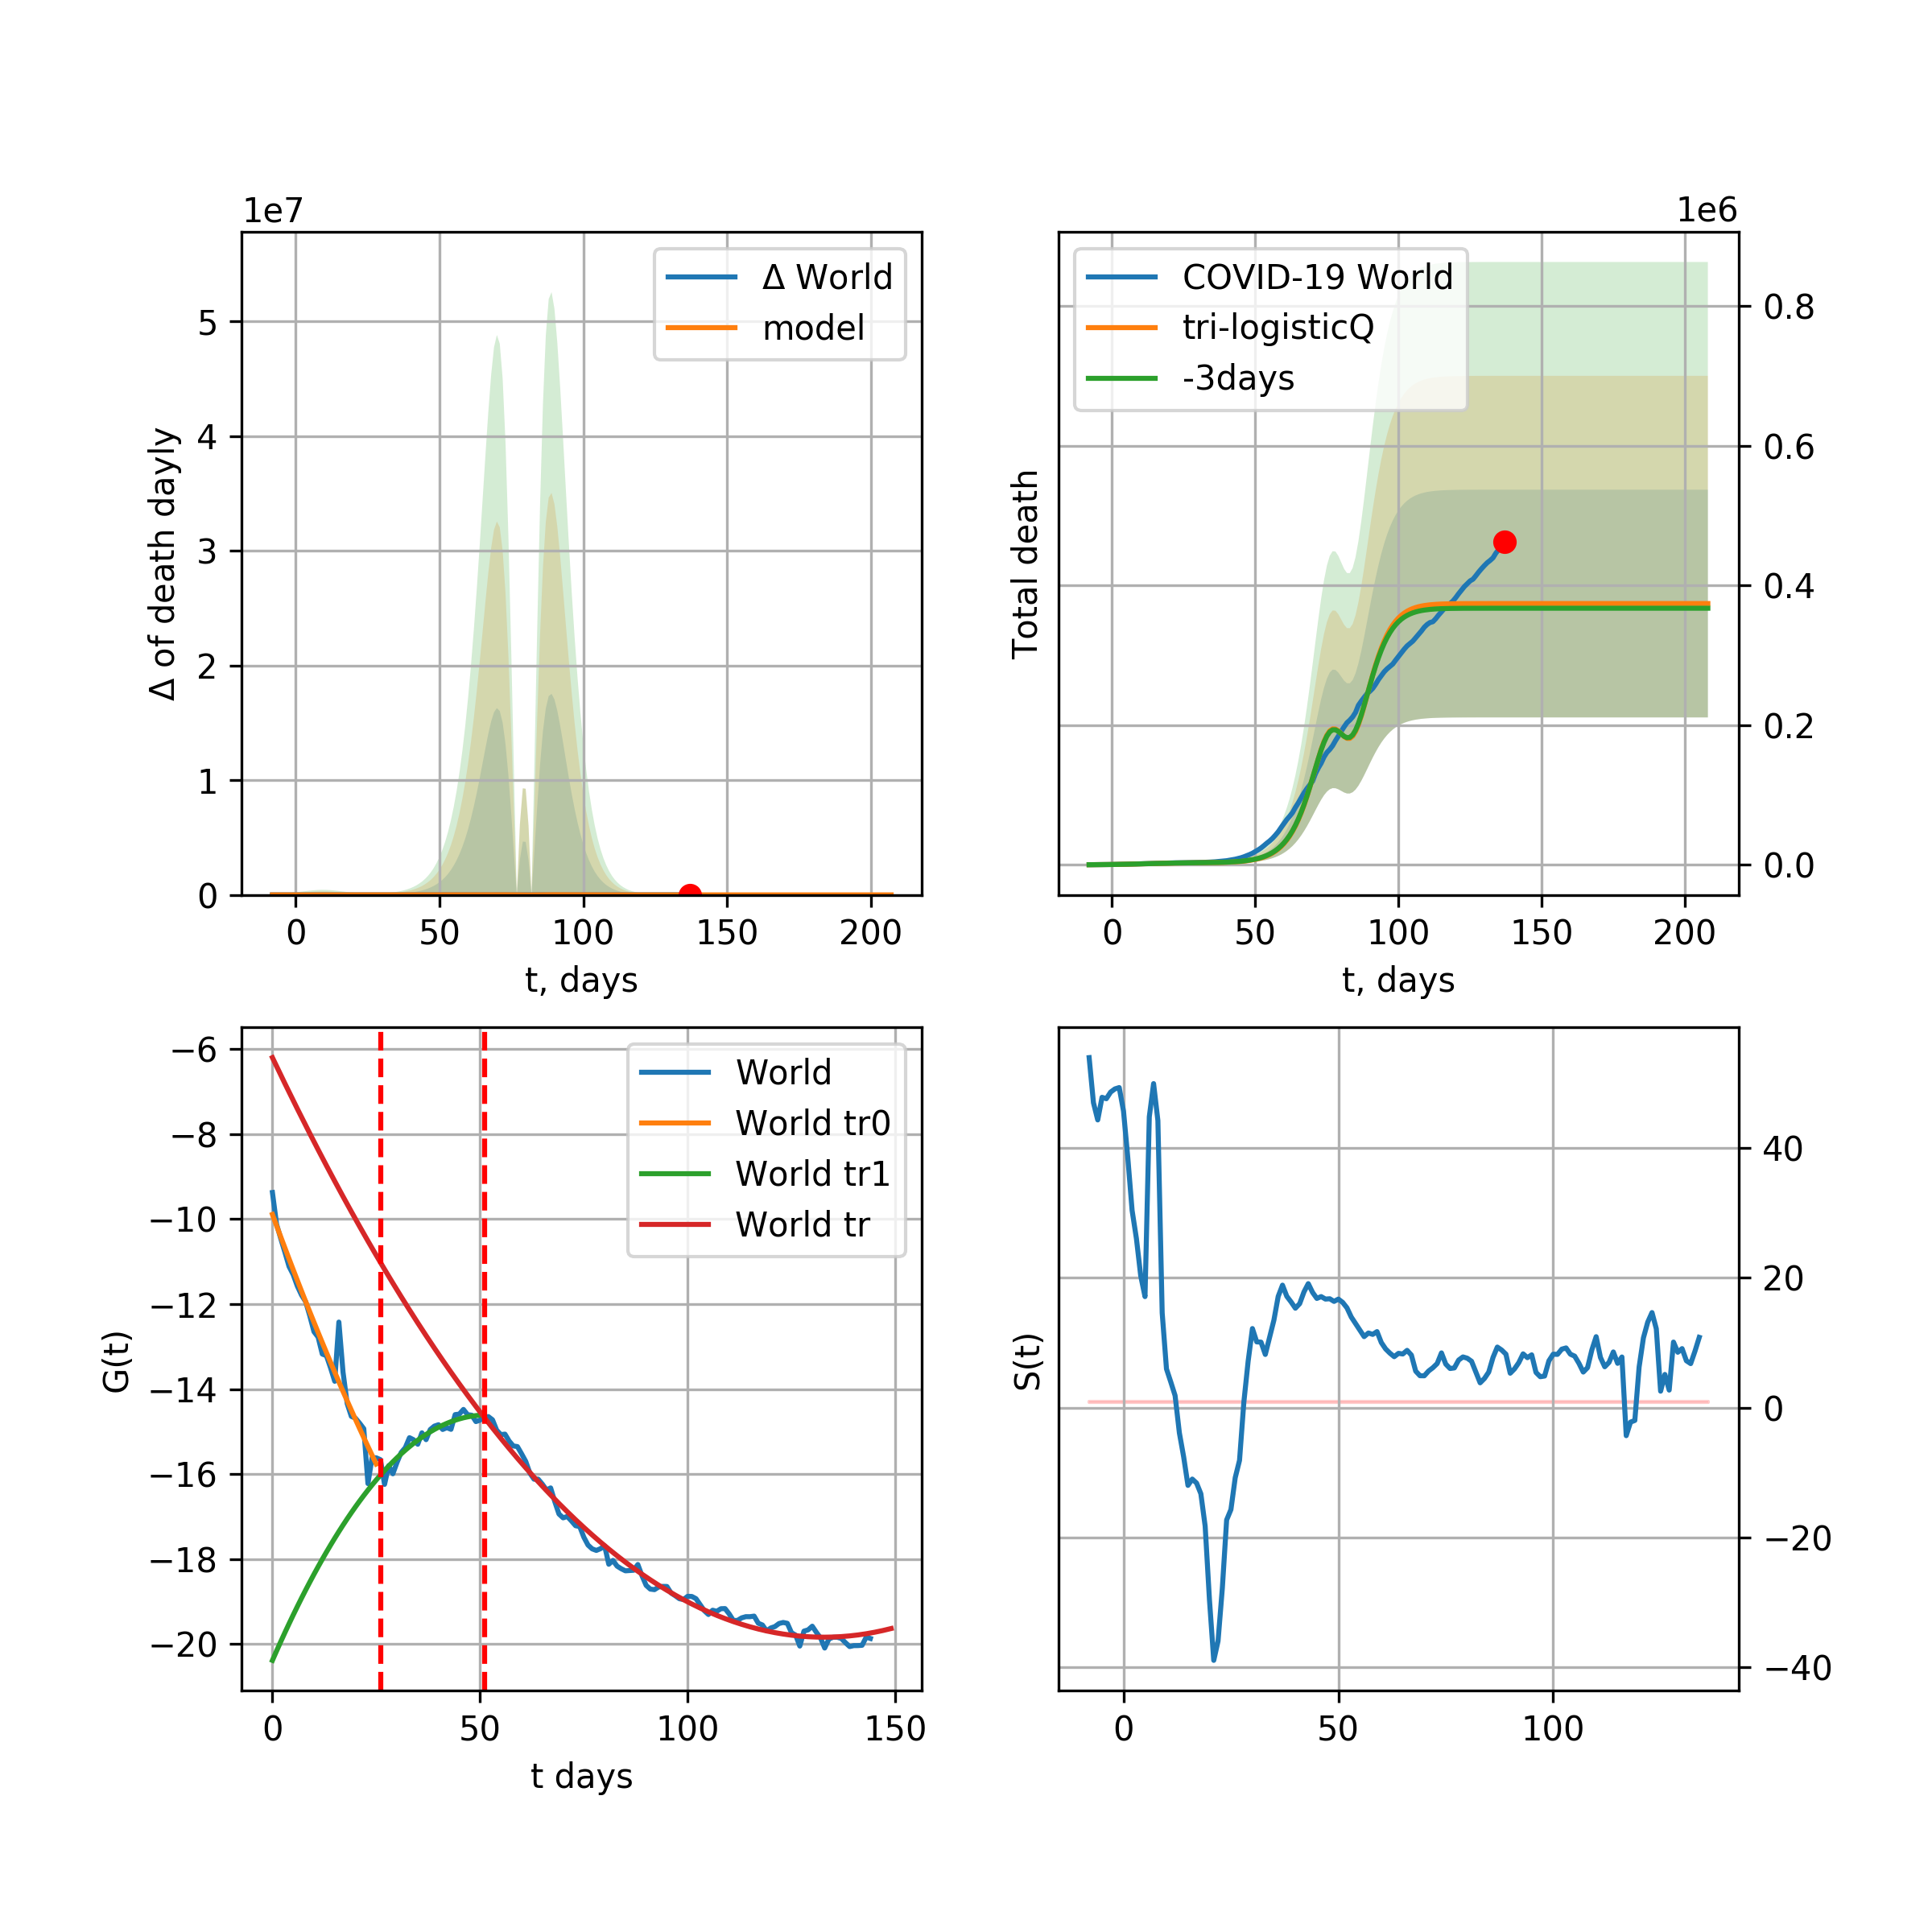 1e7
Δ World
model
5
4
3
2
1
0
Δ of death dayly
0 50 100 150 200
t, days
1e6
COVID-19 World
tri-logisticQ
-3days
0.8
0.6
0.4
0.2
0.0
Total death
0 50 100 150 200
t, days
World
World tr0
World tr1
World tr
−6
−8
−10
−12
−14
−16
−18
−20
G(t)
0 50 100 150
t days
40
20
0
−20
−40
S(t)
0 50 100